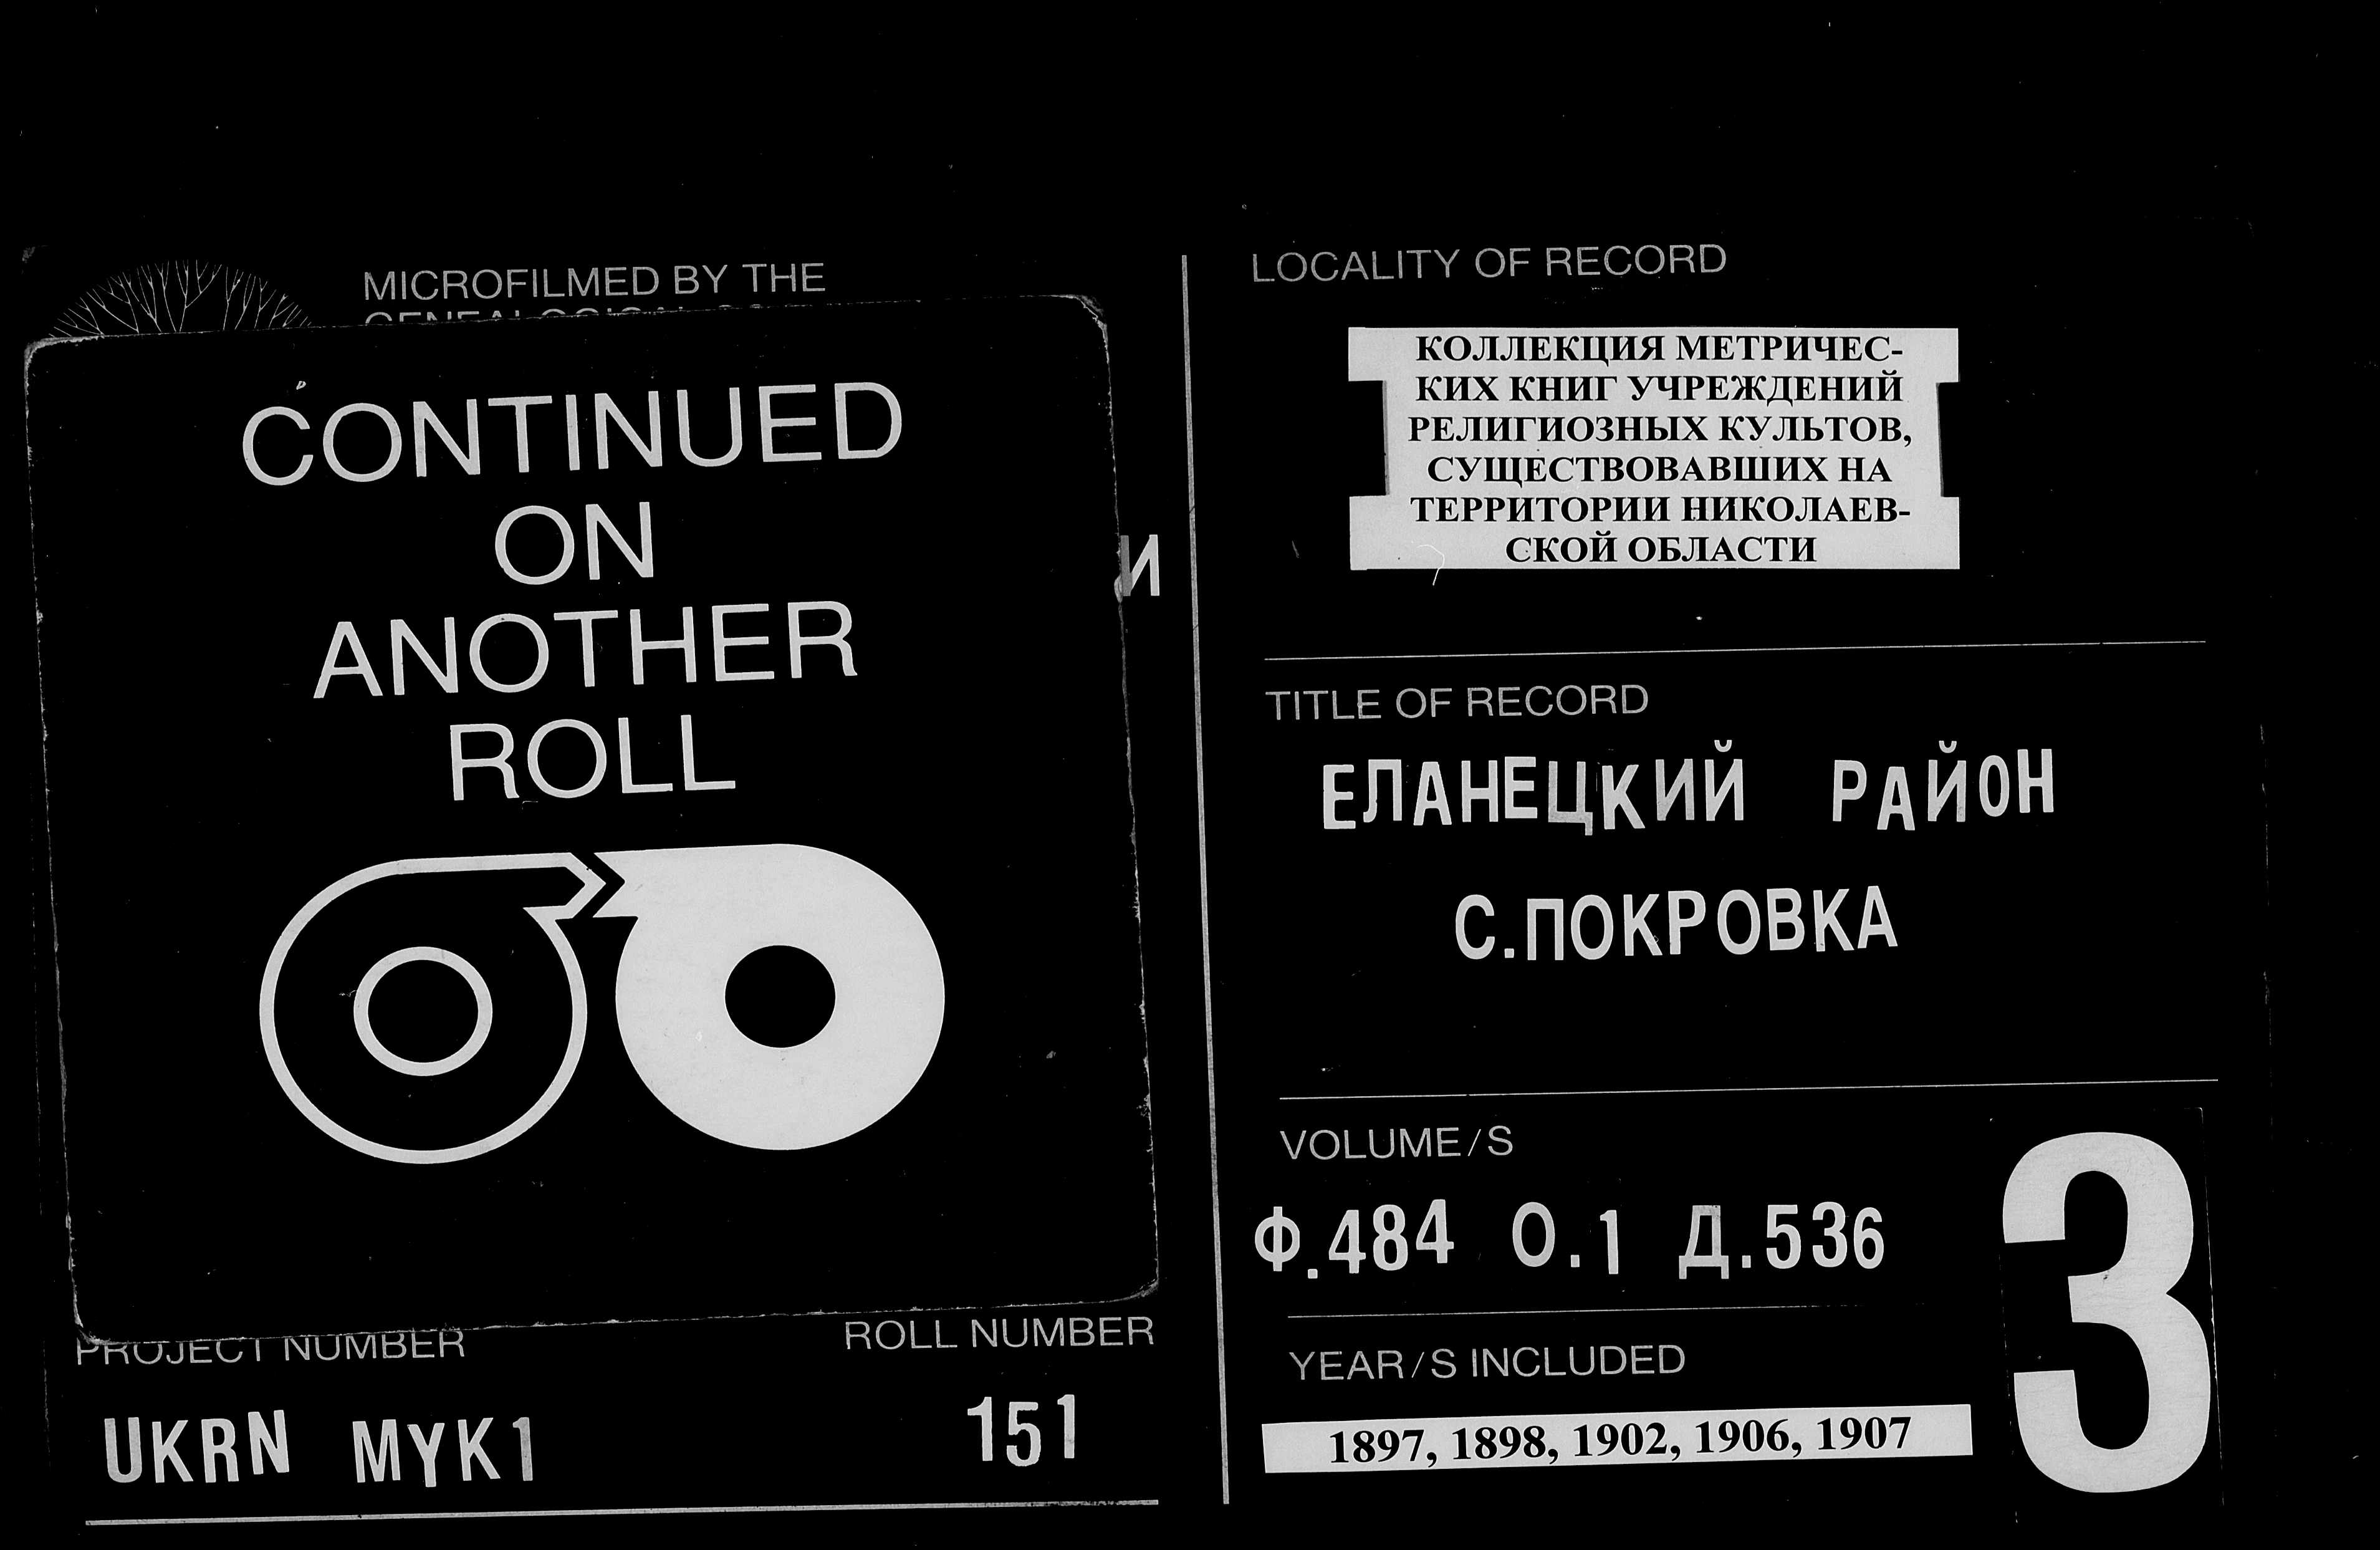 MICROFILMED BY THE
CONTINUED
ON
ANOTHER
ROLL
И
PROJECT NUMBER
ROLL NUMBER
UKRN MYK1
151
LOCALITY OF RECORD
КОЛЛЕКЦИЯ МЕТРИЧЕС-
КИХ КНИГ УЧРЕЖДЕНИЙ
РЕЛИГИОЗНЫХ КУЛЬТОВ,
СУЩЕСТВОВАВШИХ НА
ТЕРРИТОРИИ НИКОЛАЕВ-
СКОЙ ОБЛАСТИ
TITLE OF RECORD
ЕЛАНЕЦКИЙ РАЙОН
С.ПОКРОВКА
VOLUME/S
Ф.484 О.1 Д.536
YEAR/S INCLUDED
1897, 1898, 1902, 1906, 1907
3